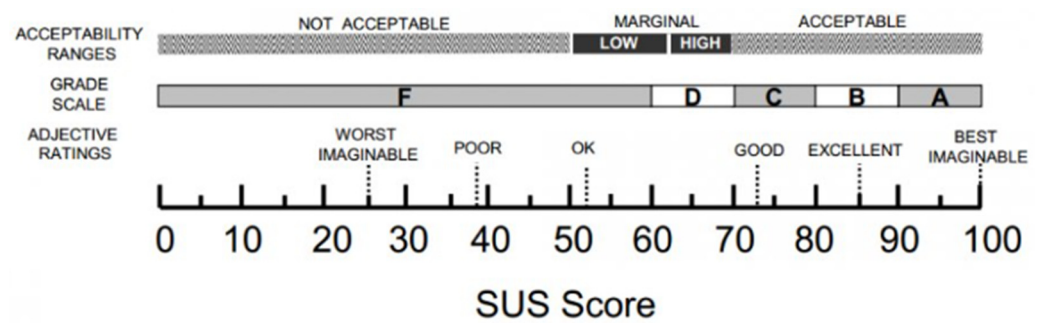 ACCEPTABILITY
RANGES
NOT ACCEPTABLE
MARGINAL
ACCEPTABLE
LOW
HIGH
GRADE
SCALE
F
D
C
B
A
ADJECTIVE
RATINGS
WORST
IMAGINABLE
POOR
OK
GOOD
EXCELLENT
BEST
IMAGINABLE
0 10 20 30 40 50 60 70 80 90 100
SUS Score